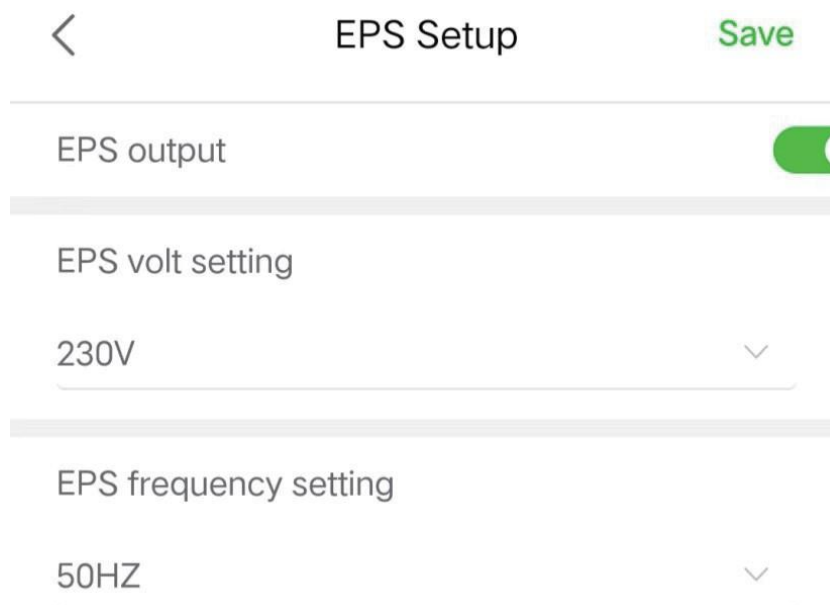 EPS Setup
Save
EPS output
EPS volt setting
230V
EPS frequency setting
50HZ